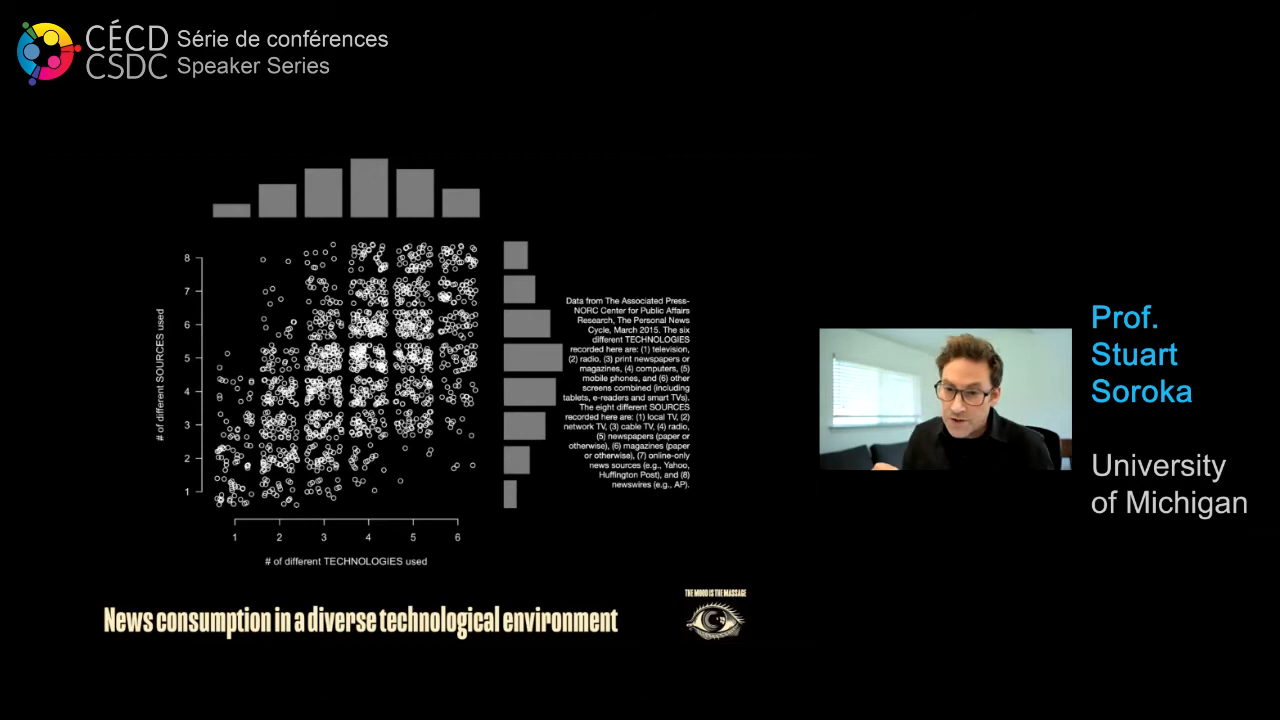 CÉCD Série de conférences
CSDC Speaker Series
8
7
6
5
4
3
2
1
# of different SOURCES used
1 2 3 4 5 6
# of different TECHNOLOGIES used
Data from The Associated Press-
NORC Center for Public Affairs
Research, The Personal News
Cycle, March 2015. The six
different TECHNOLOGIES
recorded here are: (1) television,
(2) radio, (3) print newspapers or
magazines, (4) computers, (5)
mobile phones, and (6) other
screens combined (including
tablets, e-readers and smart TVs).
The eight different SOURCES
recorded here are: (1) local TV, (2)
network TV, (3) cable TV, (4) radio,
(5) newspapers (paper or
otherwise), (6) magazines (paper
or otherwise), (7) online-only
news sources (e.g., Yahoo,
Huffington Post), and (8)
newswires (e.g., AP).
News consumption in a diverse technological environment
THE MOOD IS THE MASSAGE
Prof.
Stuart
Soroka
University
of Michigan